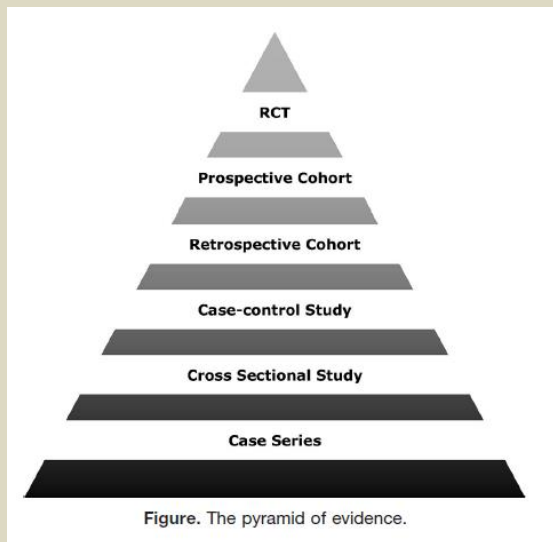 RCT
Prospective Cohort
Retrospective Cohort
Case-control Study
Cross Sectional Study
Case Series
Figure. The pyramid of evidence.